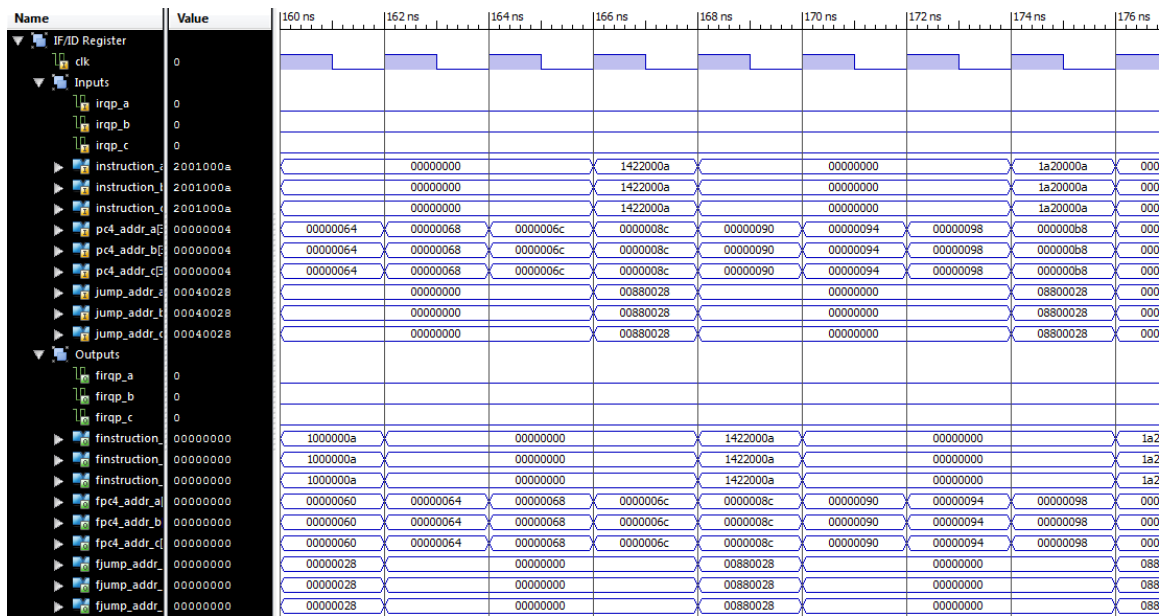 Name Value 160 ns 162 ns 164 ns 166 ns 168 ns 170 ns 172 ns 174 ns 176 ns
IF/ID Register
clk 0
Inputs
irqp_a 0
irqp_b 0
irqp_c 0
instruction_a 2001000a 00000000 1422000a 00000000 1a20000a 000
instruction_b 2001000a 00000000 1422000a 00000000 1a20000a 000
instruction_c 2001000a 00000000 1422000a 00000000 1a20000a 000
pc4_addr_a[3 00000004 00000064 00000068 0000006c 0000008c 00000090 00000094 00000098 000000b8 000
pc4_addr_b[3 00000004 00000064 00000068 0000006c 0000008c 00000090 00000094 00000098 000000b8 000
pc4_addr_c[3 00000004 00000064 00000068 0000006c 0000008c 00000090 00000094 00000098 000000b8 000
jump_addr_a 00040028 00000000 00880028 00000000 08800028 000
jump_addr_b 00040028 00000000 00880028 00000000 08800028 000
jump_addr_c 00040028 00000000 00880028 00000000 08800028 000
Outputs
firqp_a 0
firqp_b 0
firqp_c 0
finstruction_ 00000000 1000000a 00000000 1422000a 00000000 1a2
finstruction_ 00000000 1000000a 00000000 1422000a 00000000 1a2
finstruction_ 00000000 1000000a 00000000 1422000a 00000000 1a2
fpc4_addr_a[ 00000000 00000060 00000064 00000068 0000006c 0000008c 00000090 00000094 00000098 000
fpc4_addr_b 00000000 00000060 00000064 00000068 0000006c 0000008c 00000090 00000094 00000098 000
fpc4_addr_c[ 00000000 00000060 00000064 00000068 0000006c 0000008c 00000090 00000094 00000098 000
fjump_addr_ 00000000 00000028 00000000 00880028 00000000 088
fjump_addr_ 00000000 00000028 00000000 00880028 00000000 088
fjump_addr_ 00000000 00000028 00000000 00880028 00000000 088